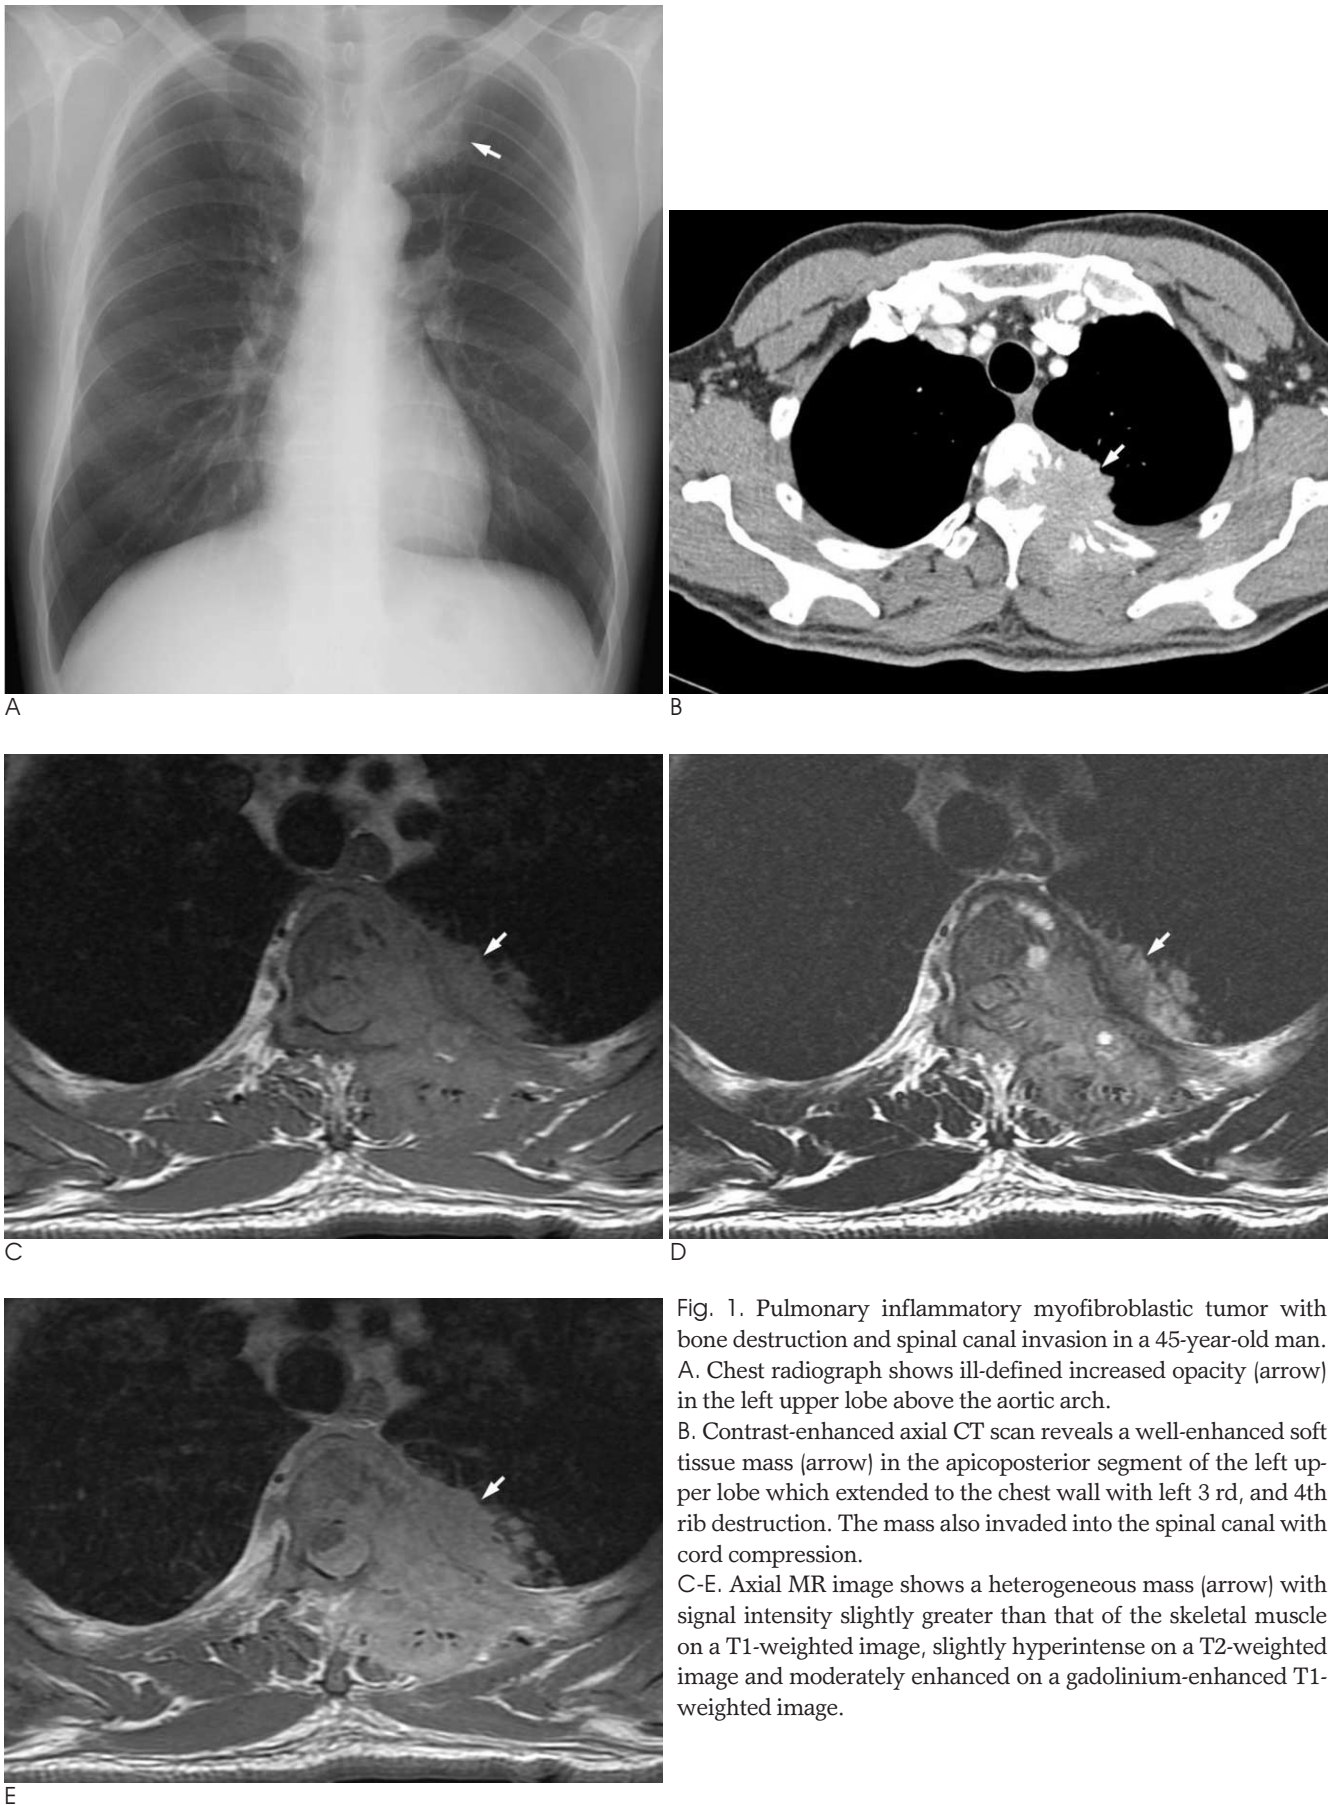 A
B
C
D
Fig. 1. Pulmonary inflammatory myofibroblastic tumor with
bone destruction and spinal canal invasion in a 45-year-old man.
A. Chest radiograph shows ill-defined increased opacity (arrow)
in the left upper lobe above the aortic arch.
B. Contrast-enhanced axial CT scan reveals a well-enhanced soft
tissue mass (arrow) in the apicoposterior segment of the left up-
per lobe which extended to the chest wall with left 3 rd, and 4th
rib destruction. The mass also invaded into the spinal canal with
cord compression.
C-E. Axial MR image shows a heterogeneous mass (arrow) with
signal intensity slightly greater than that of the skeletal muscle
on a T1-weighted image, slightly hyperintense on a T2-weighted
image and moderately enhanced on a gadolinium-enhanced T1-
weighted image.
E